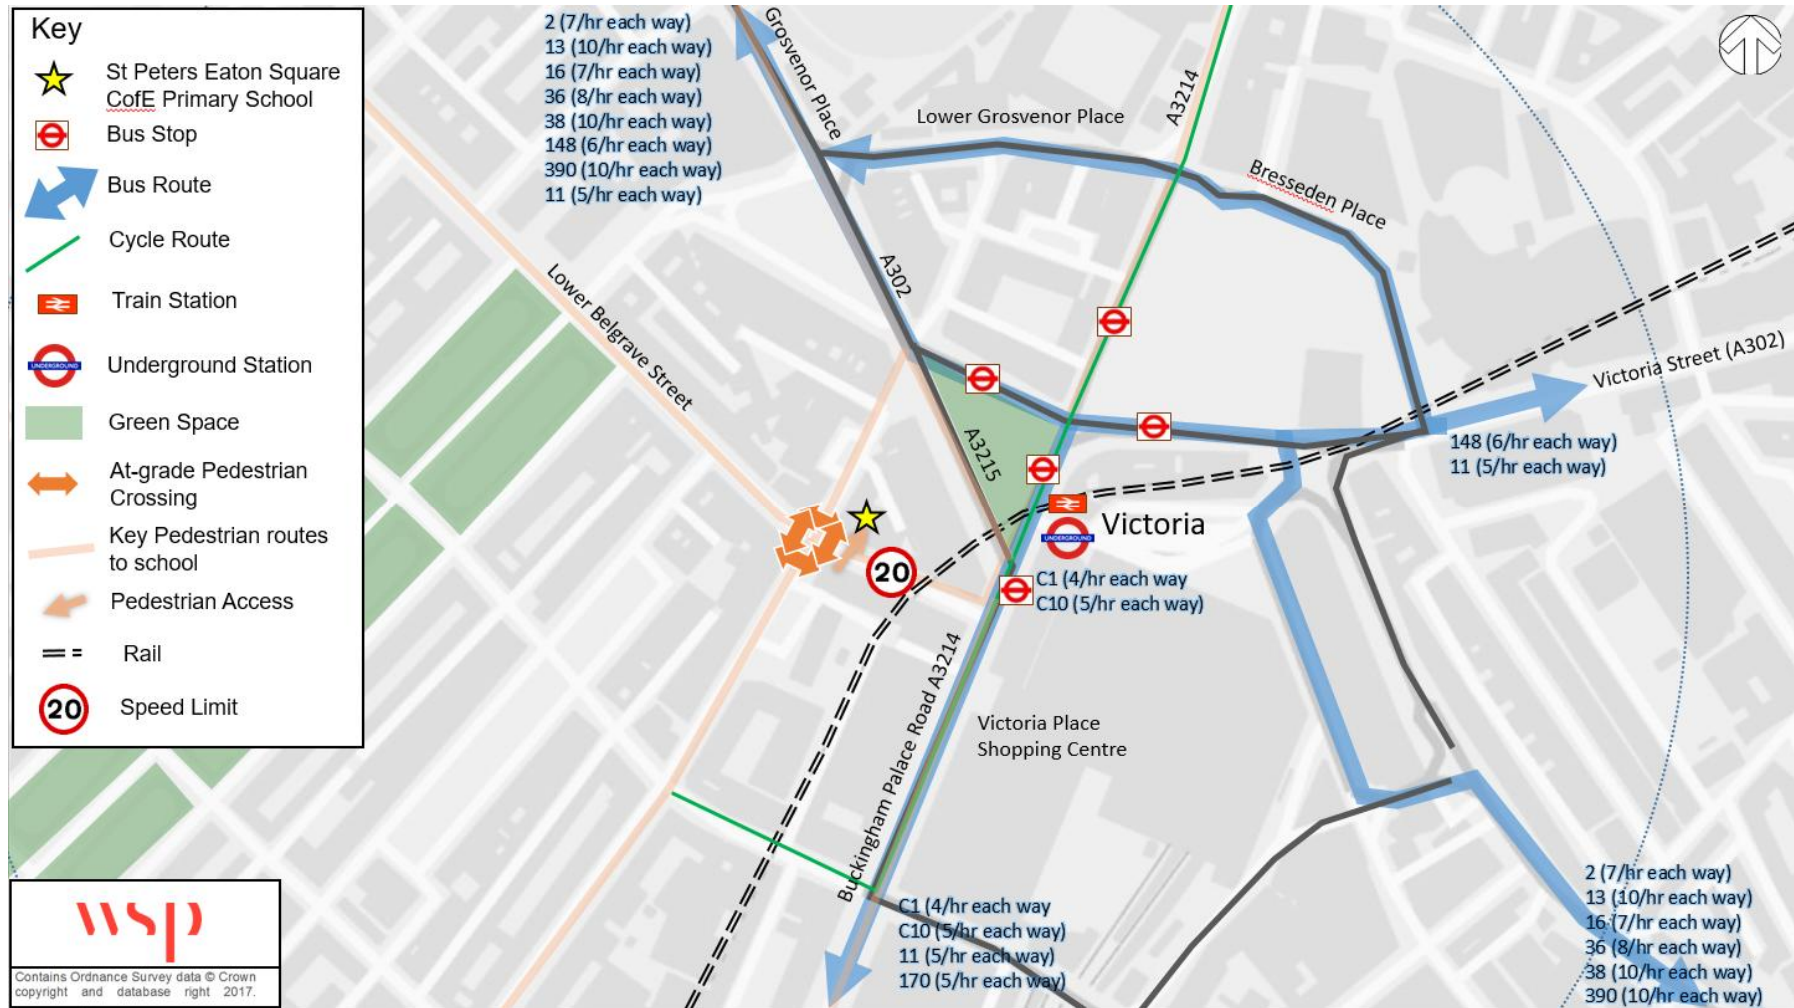 Key
St Peters Eaton Square
CofE Primary School
Bus Stop
Bus Route
Cycle Route
Train Station
UNDERGROUND
Underground Station
Green Space
At-grade Pedestrian
Crossing
Key Pedestrian routes
to school
Pedestrian Access
Rail
20
Speed Limit
wsp
Contains Ordnance Survey data © Crown
copyright and database right 2017.
2 (7/hr each way)
13 (10/hr each way)
16 (7/hr each way)
36 (8/hr each way)
38 (10/hr each way)
148 (6/hr each way)
390 (10/hr each way)
11 (5/hr each way)
Grosvenor Place
Lower Grosvenor Place
A3214
Bresseden Place
A302
Lower Belgrave Street
Victoria Street (A302)
A3215
148 (6/hr each way)
11 (5/hr each way)
UNDERGROUND
Victoria
20
C1 (4/hr each way
C10 (5/hr each way)
Buckingham Palace Road A3214
Victoria Place
Shopping Centre
C1 (4/hr each way
C10 (5/hr each way)
11 (5/hr each way)
170 (5/hr each way)
2 (7/hr each way)
13 (10/hr each way)
16 (7/hr each way)
36 (8/hr each way)
38 (10/hr each way)
390 (10/hr each way)